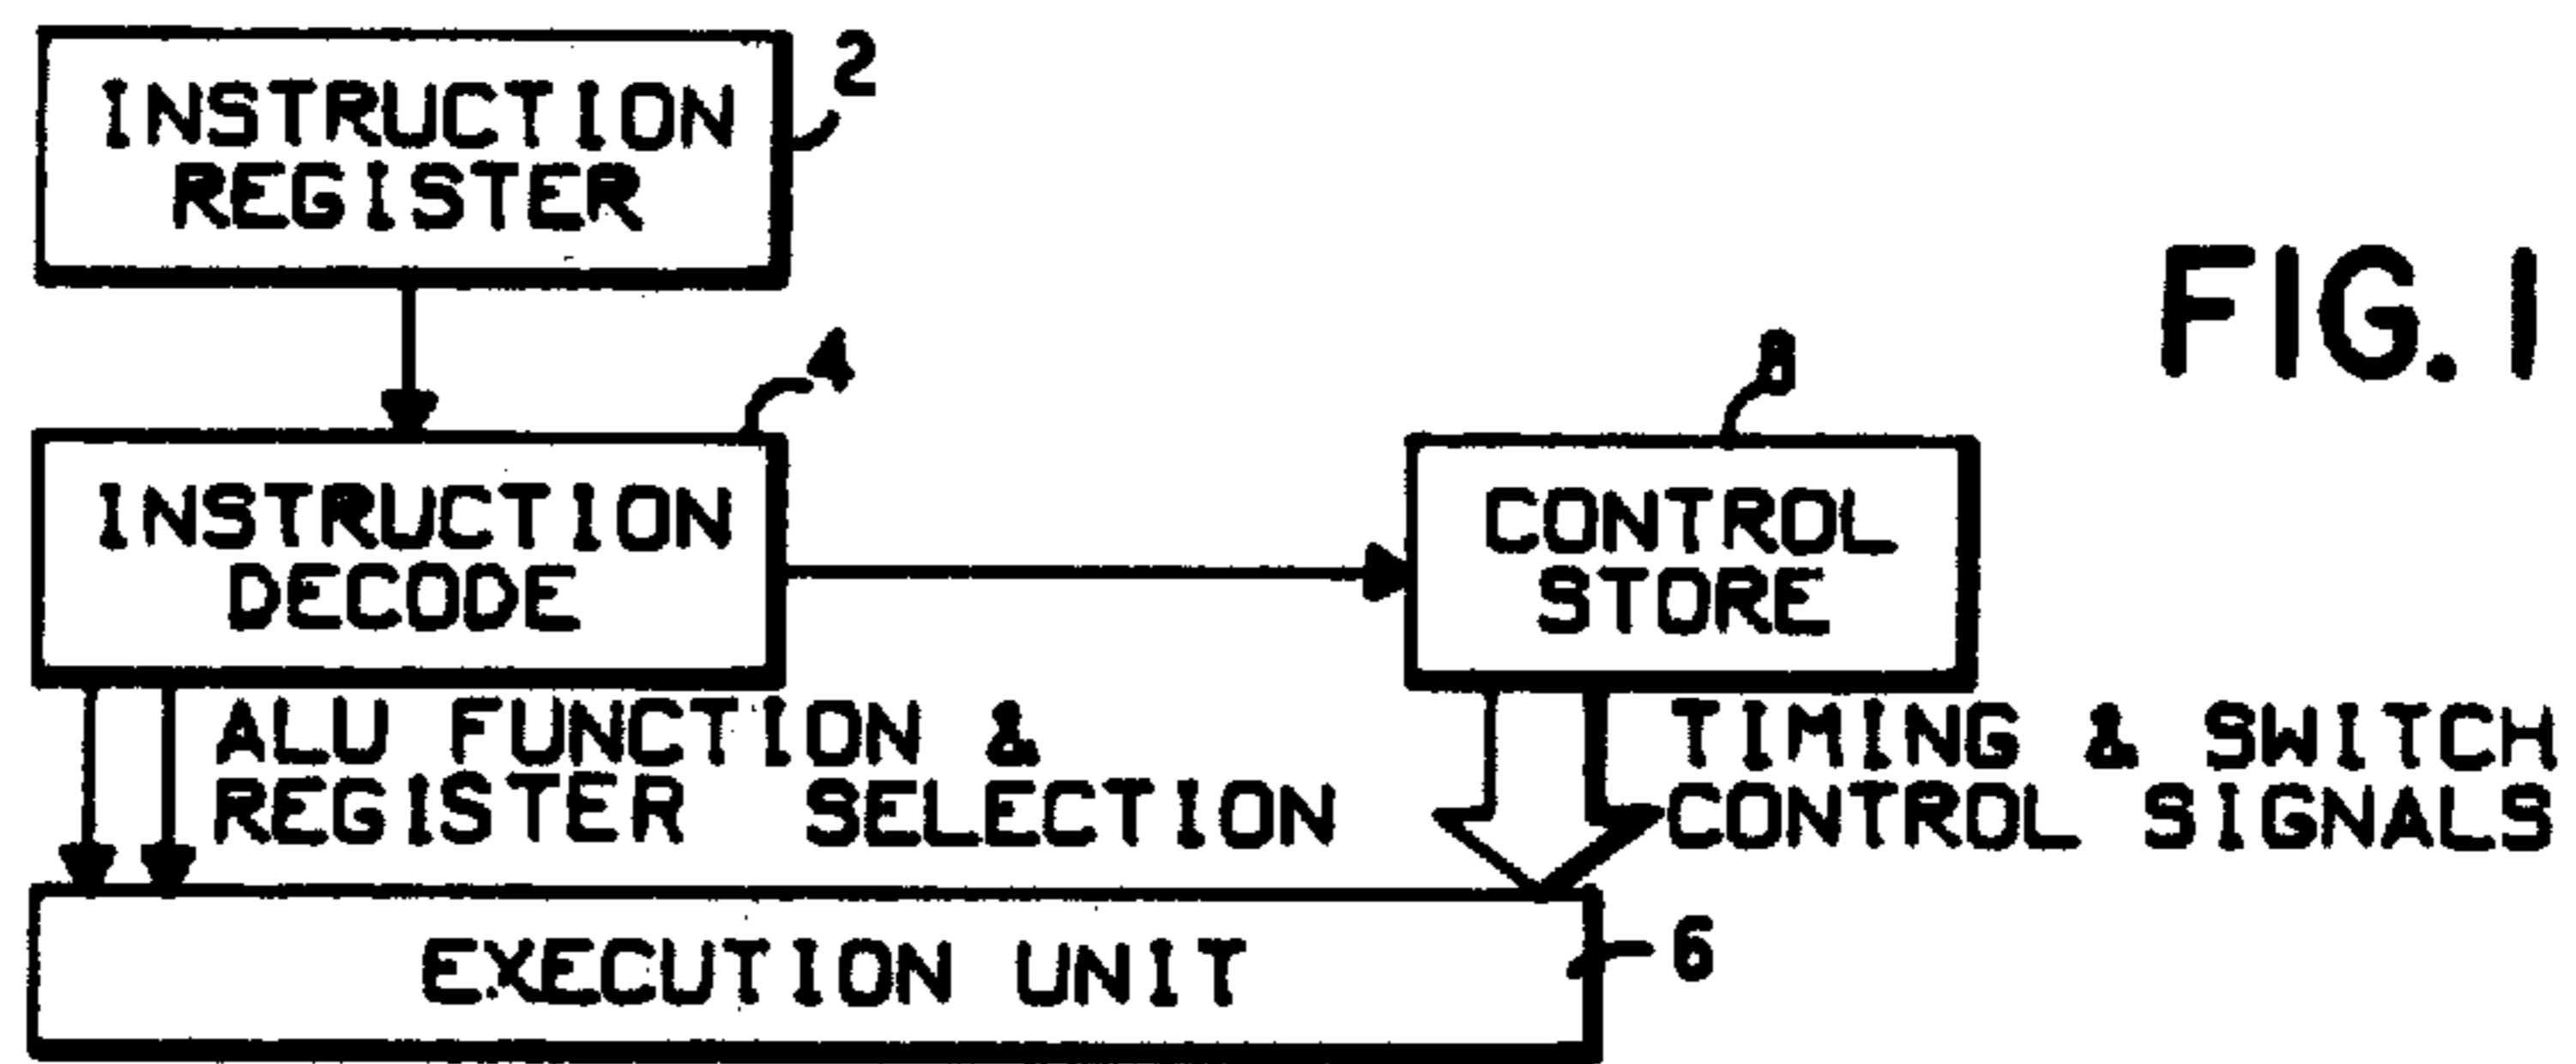 INSTRUCTION
REGISTER
2
FIG. 1
4
INSTRUCTION
DECODE
8
CONTROL
STORE
ALU FUNCTION &
REGISTER SELECTION
TIMING & SWITCH
CONTROL SIGNALS
EXECUTION UNIT
6